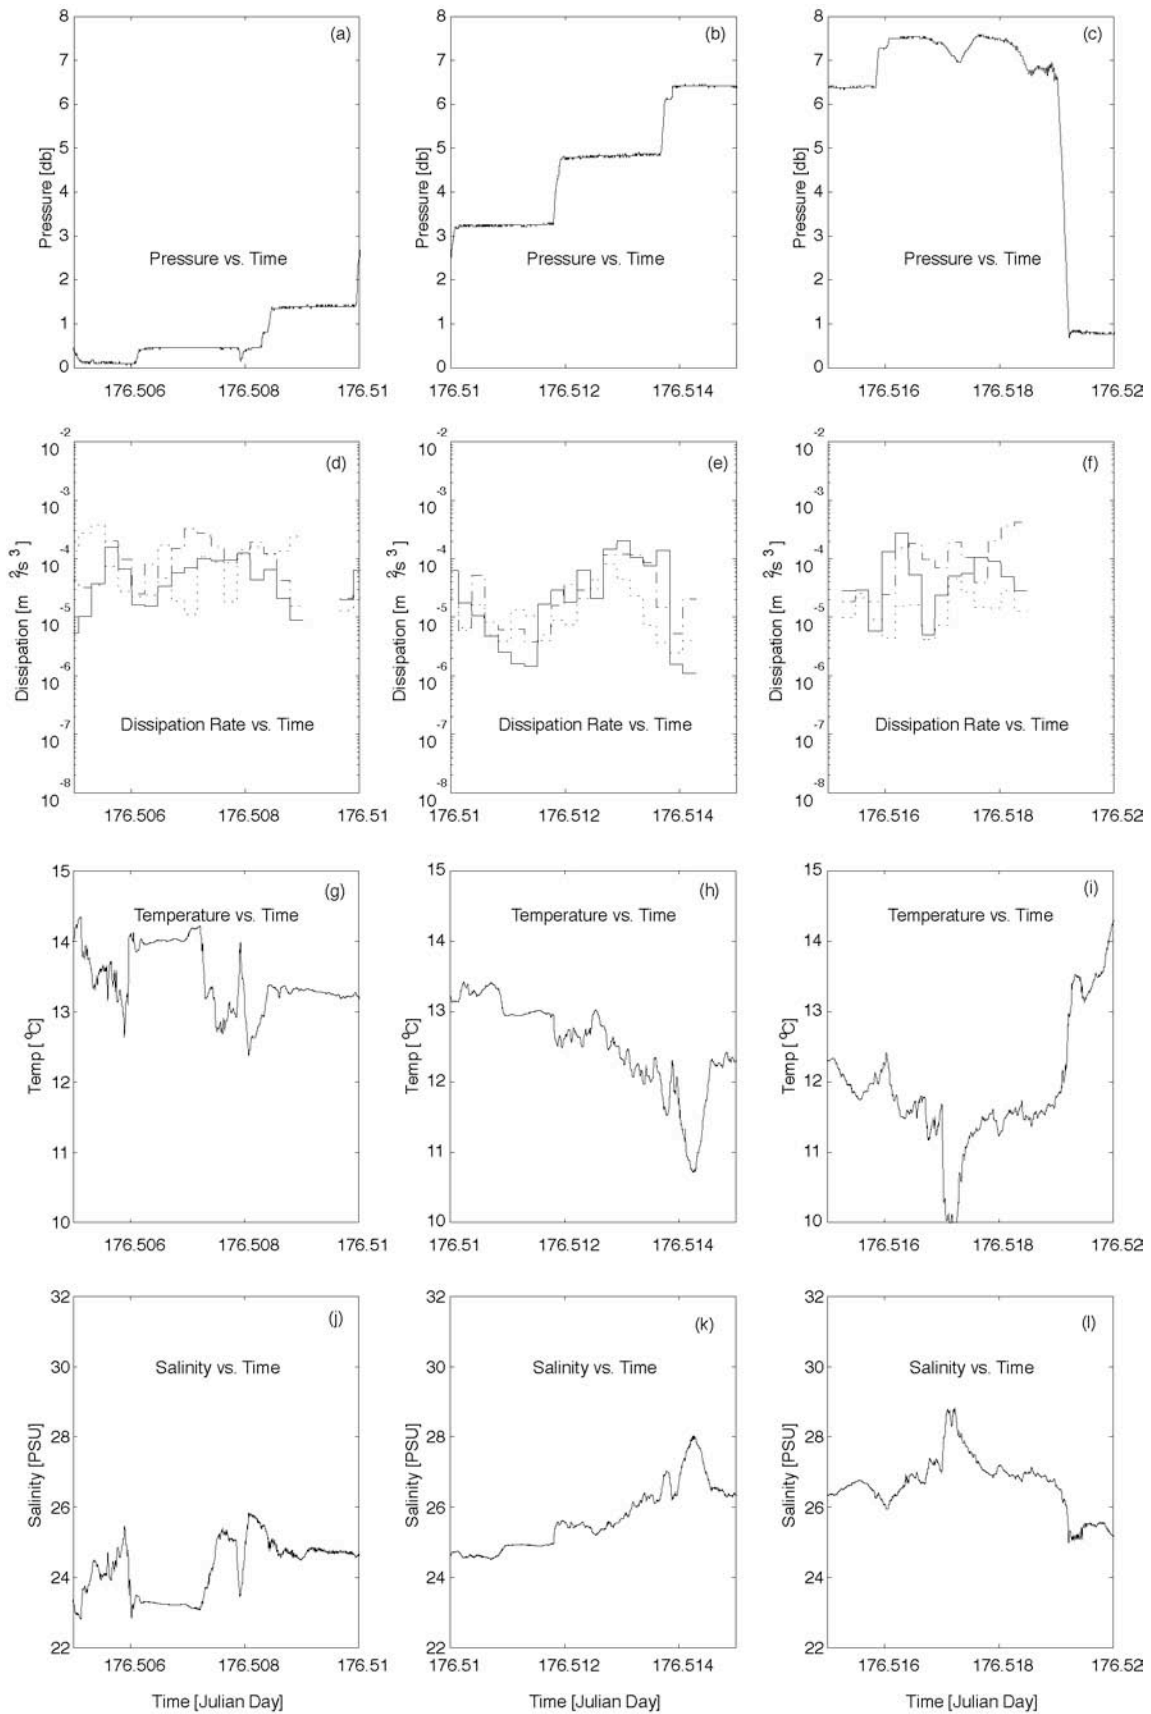 (a) (b) (c)
8 8 8
7 7 7
6 6 6
5 5 5
4 4 4
3 3 3
2 2 2
1 1 1
0 0 0
Pressure [db] Pressure [db] Pressure [db]
Pressure vs. Time Pressure vs. Time Pressure vs. Time
176.506 176.508 176.51 176.51 176.512 176.514 176.516 176.518 176.52
(d) (e) (f)
10^-2 10^-2 10^-2
10^-3 10^-3 10^-3
10^-4 10^-4 10^-4
10^-5 10^-5 10^-5
10^-6 10^-6 10^-6
10^-7 10^-7 10^-7
10^-8 10^-8 10^-8
Dissipation [m^2/s^3] Dissipation [m^2/s^3] Dissipation [m^2/s^3]
Dissipation Rate vs. Time Dissipation Rate vs. Time Dissipation Rate vs. Time
176.506 176.508 176.51 176.51 176.512 176.514 176.516 176.518 176.52
(g) (h) (i)
15 15 15
14 14 14
13 13 13
12 12 12
11 11 11
10 10 10
Temp [ºC] Temp [ºC] Temp [ºC]
Temperature vs. Time Temperature vs. Time Temperature vs. Time
176.506 176.508 176.51 176.51 176.512 176.514 176.516 176.518 176.52
(j) (k) (l)
32 32 32
30 30 30
28 28 28
26 26 26
24 24 24
22 22 22
Salinity [PSU] Salinity [PSU] Salinity [PSU]
Salinity vs. Time Salinity vs. Time Salinity vs. Time
176.506 176.508 176.51 176.51 176.512 176.514 176.516 176.518 176.52
Time [Julian Day] Time [Julian Day] Time [Julian Day]